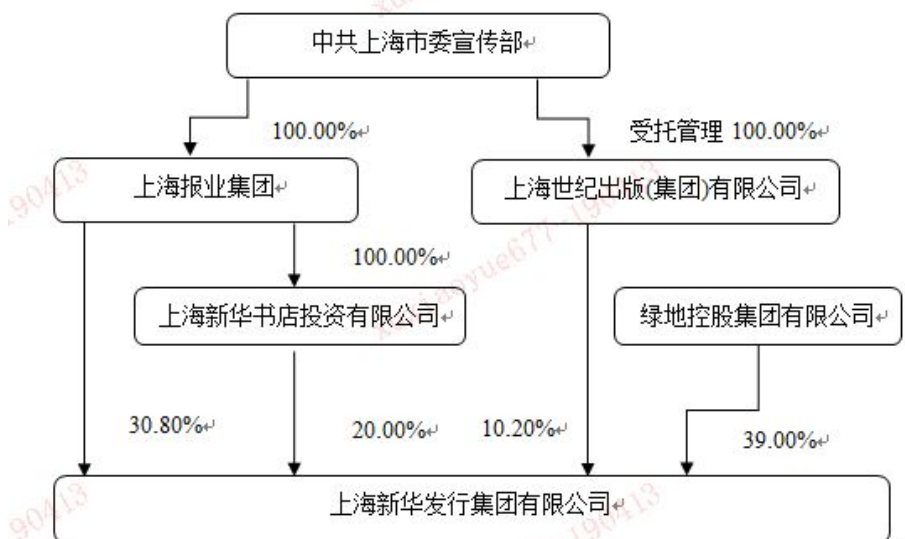 中共上海市委宣传部
100.00%
受托管理 100.00%
上海报业集团
上海世纪出版(集团)有限公司
100.00%
上海新华书店投资有限公司
绿地控股集团有限公司
30.80%
20.00%
10.20%
39.00%
上海新华发行集团有限公司